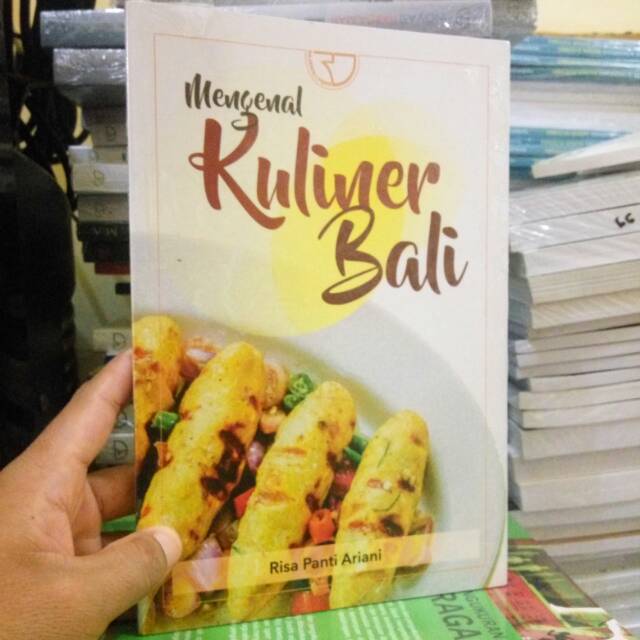 Mengenal
Kuliner
Bali
Risa Panti Ariani
RAGA